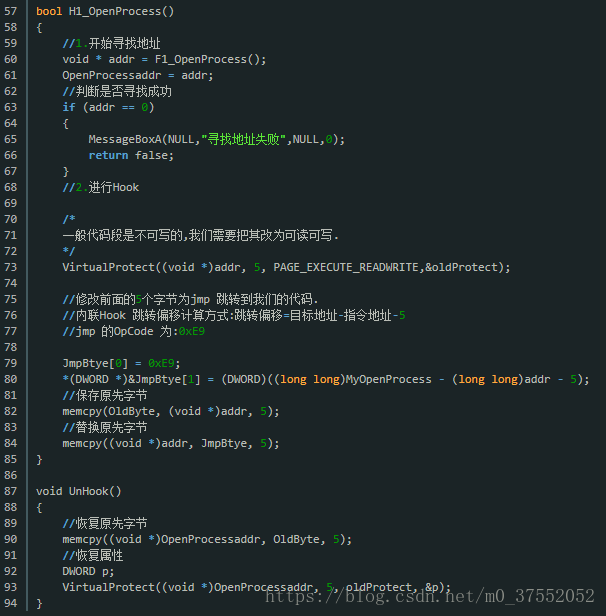 57 bool H1_OpenProcess()
58 {
59     //1.开始寻找地址
60     void * addr = F1_OpenProcess();
61     OpenProcessaddr = addr;
62     //判断是否寻找成功
63     if (addr == 0)
64     {
65         MessageBoxA(NULL,"寻找地址失败",NULL,0);
66         return false;
67     }
68     //2.进行Hook
69
70     /*
71     一般代码段是不可写的,我们需要把其改为可读可写.
72     */
73     VirtualProtect((void *)addr, 5, PAGE_EXECUTE_READWRITE,&oldProtect);
74
75     //修改前面的5个字节为jmp 跳转到我们的代码.
76     //内联Hook 跳转偏移计算方式:跳转偏移=目标地址-指令地址-5
77     //jmp 的OpCode 为:0xE9
78
79     JmpBtye[0] = 0xE9;
80     *(DWORD *)&JmpBtye[1] = (DWORD)((long long)MyOpenProcess - (long long)addr - 5);
81     //保存原先字节
82     memcpy(OldByte, (void *)addr, 5);
83     //替换原先字节
84     memcpy((void *)addr, JmpBtye, 5);
85 }
86
87 void UnHook()
88 {
89     //恢复原先字节
90     memcpy((void *)OpenProcessaddr, OldByte, 5);
91     //恢复属性
92     DWORD p;
93     VirtualProtect((void *)OpenProcessaddr, 5, oldProtect, &p);
94 }
https://blog.csdn.net/m0_37552052